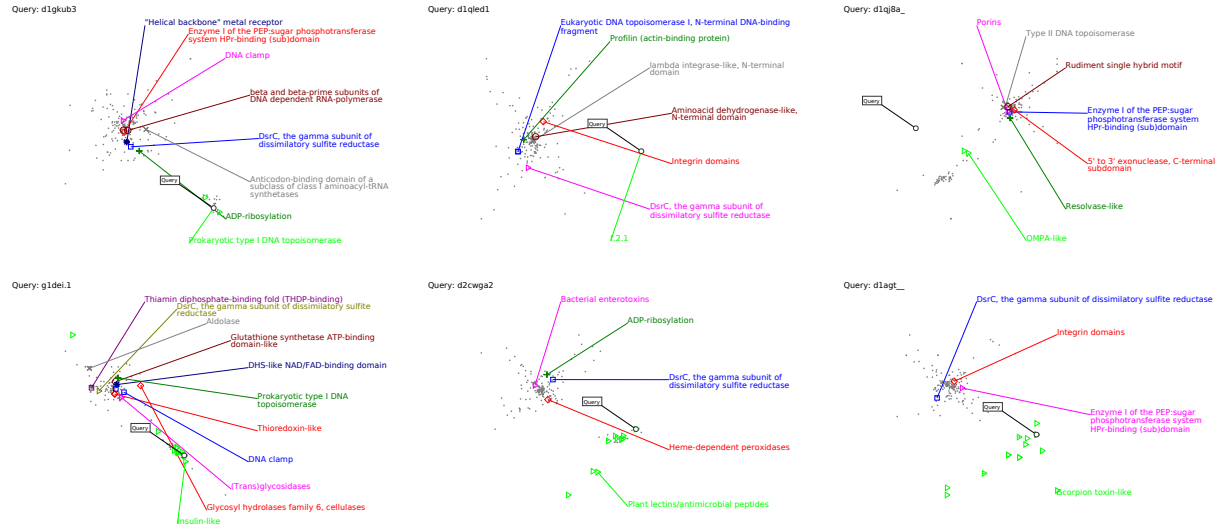 Query: d1gkub3
"Helical backbone" metal receptor
Enzyme I of the PEP:sugar phosphotransferase
system HPr-binding (sub)domain
DNA clamp
beta and beta-prime subunits of
DNA dependent RNA-polymerase
DsrC, the gamma subunit of
dissimilatory sulfite reductase
Anticodon-binding domain of a
subclass of class I aminoacyl-tRNA
synthetases
Query
ADP-ribosylation
Prokaryotic type I DNA topoisomerase
Query: d1qled1
Eukaryotic DNA topoisomerase I, N-terminal DNA-binding
fragment
Profilin (actin-binding protein)
lambda integrase-like, N-terminal
domain
Aminoacid dehydrogenase-like,
N-terminal domain
Query
Integrin domains
DsrC, the gamma subunit of
dissimilatory sulfite reductase
f.2.1
Query: d1qj8a_
Porins
Type II DNA topoisomerase
Rudiment single hybrid motif
Query
Enzyme I of the PEP:sugar
phosphotransferase system
HPr-binding (sub)domain
5' to 3' exonuclease, C-terminal
subdomain
Resolvase-like
OMPA-like
Query: g1dei.1
Thiamin diphosphate-binding fold (THDP-binding)
DsrC, the gamma subunit of dissimilatory sulfite
reductase
Aldolase
Glutathione synthetase ATP-binding
domain-like
DHS-like NAD/FAD-binding domain
Prokaryotic type I DNA
topoisomerase
Thioredoxin-like
Query
DNA clamp
(Trans)glycosidases
Glycosyl hydrolases family 6, cellulases
Insulin-like
Query: d2cwga2
Bacterial enterotoxins
ADP-ribosylation
DsrC, the gamma subunit of
dissimilatory sulfite reductase
Query
Heme-dependent peroxidases
Plant lectins/antimicrobial peptides
Query: d1agt__
DsrC, the gamma subunit of dissimilatory sulfite reductase
Integrin domains
Query
Enzyme I of the PEP:sugar
phosphotransferase system
HPr-binding (sub)domain
Scorpion toxin-like